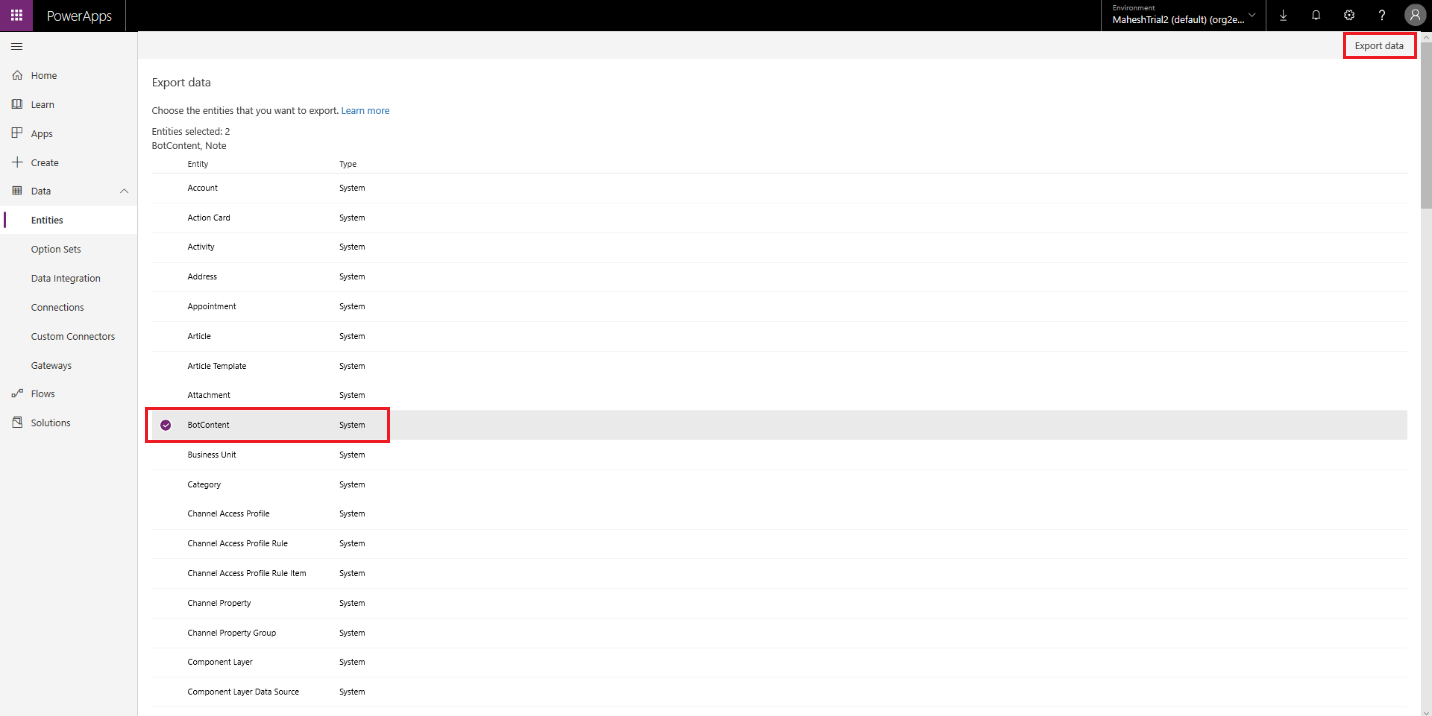 PowerApps
Environment
MaheshTrial2 (default) (org2e...
?
Export data
Home
Learn
Apps
Create
Data
Entities
Option Sets
Data Integration
Connections
Custom Connectors
Gateways
Flows
Solutions
Export data
Choose the entities that you want to export. Learn more
Entities selected: 2
BotContent, Note
Entity Type
Account System
Action Card System
Activity System
Address System
Appointment System
Article System
Article Template System
Attachment System
BotContent System
Business Unit System
Category System
Channel Access Profile System
Channel Access Profile Rule System
Channel Access Profile Rule Item System
Channel Property System
Channel Property Group System
Component Layer System
Component Layer Data Source System